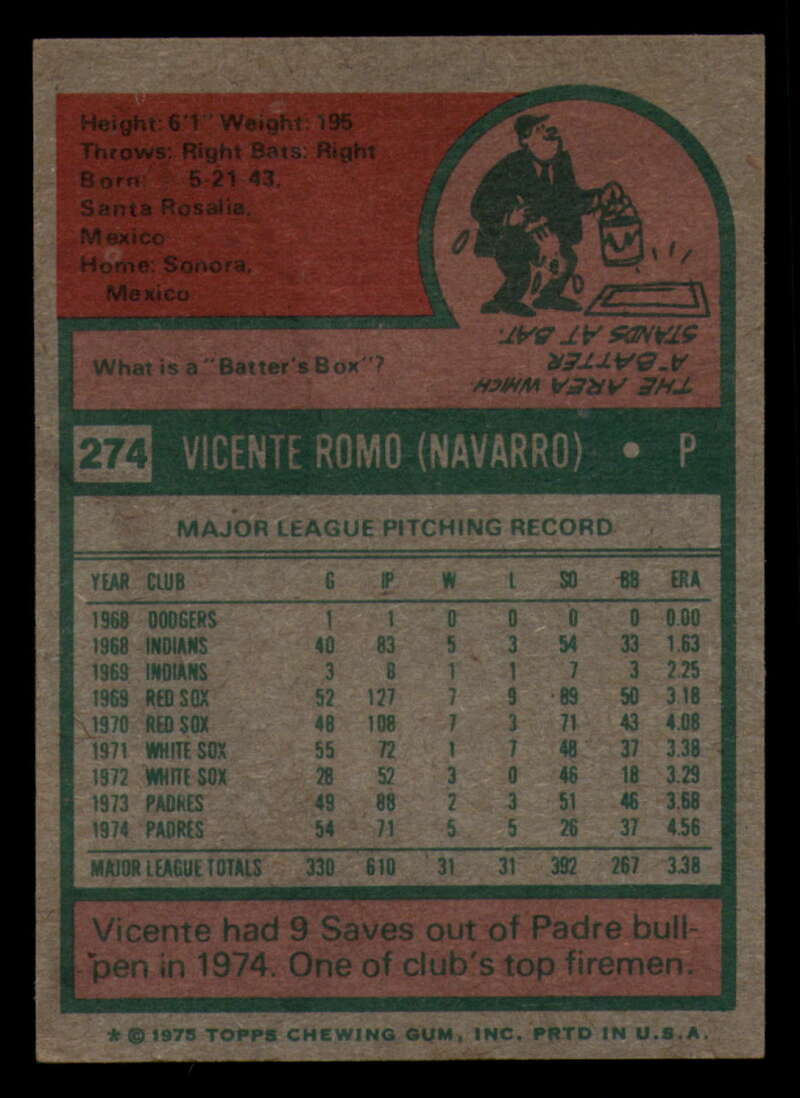 Height: 6'1" Weight: 195
Throws: Right Bats: Right
Born: 5-21-43,
Santa Rosalia,
Mexico
Home: Sonora,
Mexico
What is a "Batter's Box"?
THE AREA WHICH
A BATTER
STANDS AT BAT.
274 VICENTE ROMO (NAVARRO) • P
MAJOR LEAGUE PITCHING RECORD
YEAR CLUB G IP W L SO BB ERA
1968 DODGERS 1 1 0 0 0 0 0.00
1968 INDIANS 40 83 5 3 54 33 1.63
1969 INDIANS 3 8 1 1 7 3 2.25
1969 RED SOX 52 127 7 9 89 50 3.18
1970 RED SOX 48 108 7 3 71 43 4.08
1971 WHITE SOX 55 72 1 7 48 37 3.38
1972 WHITE SOX 28 52 3 0 46 18 3.29
1973 PADRES 49 88 2 3 51 46 3.68
1974 PADRES 54 71 5 5 26 37 4.56
MAJOR LEAGUE TOTALS 330 610 31 31 392 267 3.38
Vicente had 9 Saves out of Padre bull-
pen in 1974. One of club's top firemen.
* © 1975 TOPPS CHEWING GUM, INC. PRTD IN U.S.A.